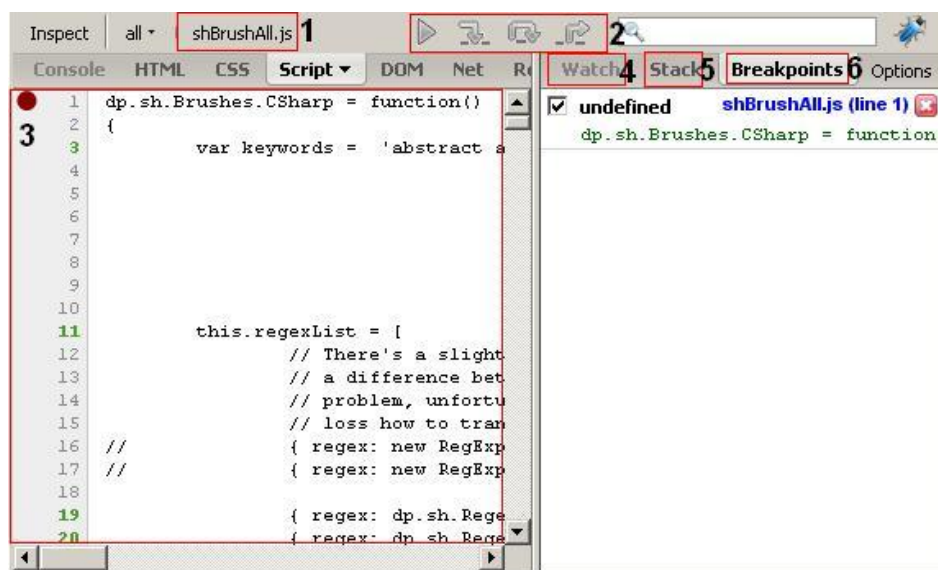 Inspect all shBrushAll.js 1 2
Console HTML CSS Script DOM Net
Watch 4 Stack 5 Breakpoints 6 Options
3
1 dp.sh.Brushes.CSharp = function()
2 {
3 var keywords = 'abstract a
4
5
6
7
8
9
10
11 this.regexList = [
12 // There's a slight
13 // a difference bet
14 // problem, unfortu
15 // loss how to tran
16 // { regex: new RegExp
17 // { regex: new RegExp
18
19 { regex: dp.sh.Rege
20 { regex: dp.sh.Rege
undefined shBrushAll.js (line 1)
dp.sh.Brushes.CSharp = function